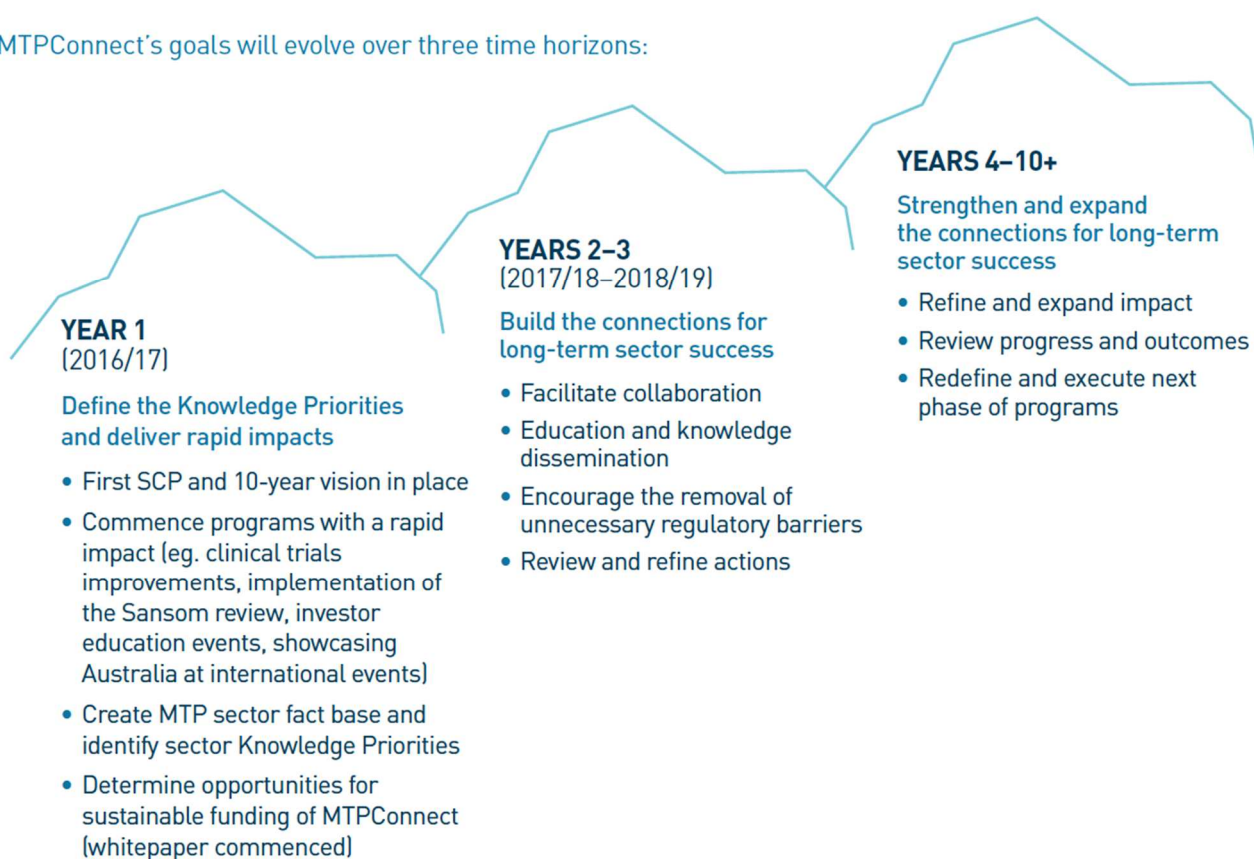 MTPConnect's goals will evolve over three time horizons:
YEAR 1
(2016/17)
Define the Knowledge Priorities
and deliver rapid impacts
• First SCP and 10-year vision in place
• Commence programs with a rapid
impact (eg. clinical trials
improvements, implementation of
the Sansom review, investor
education events, showcasing
Australia at international events)
• Create MTP sector fact base and
identify sector Knowledge Priorities
• Determine opportunities for
sustainable funding of MTPConnect
(whitepaper commenced)
YEARS 2–3
(2017/18–2018/19)
Build the connections for
long-term sector success
• Facilitate collaboration
• Education and knowledge
dissemination
• Encourage the removal of
unnecessary regulatory barriers
• Review and refine actions
YEARS 4–10+
Strengthen and expand
the connections for long-term
sector success
• Refine and expand impact
• Review progress and outcomes
• Redefine and execute next
phase of programs